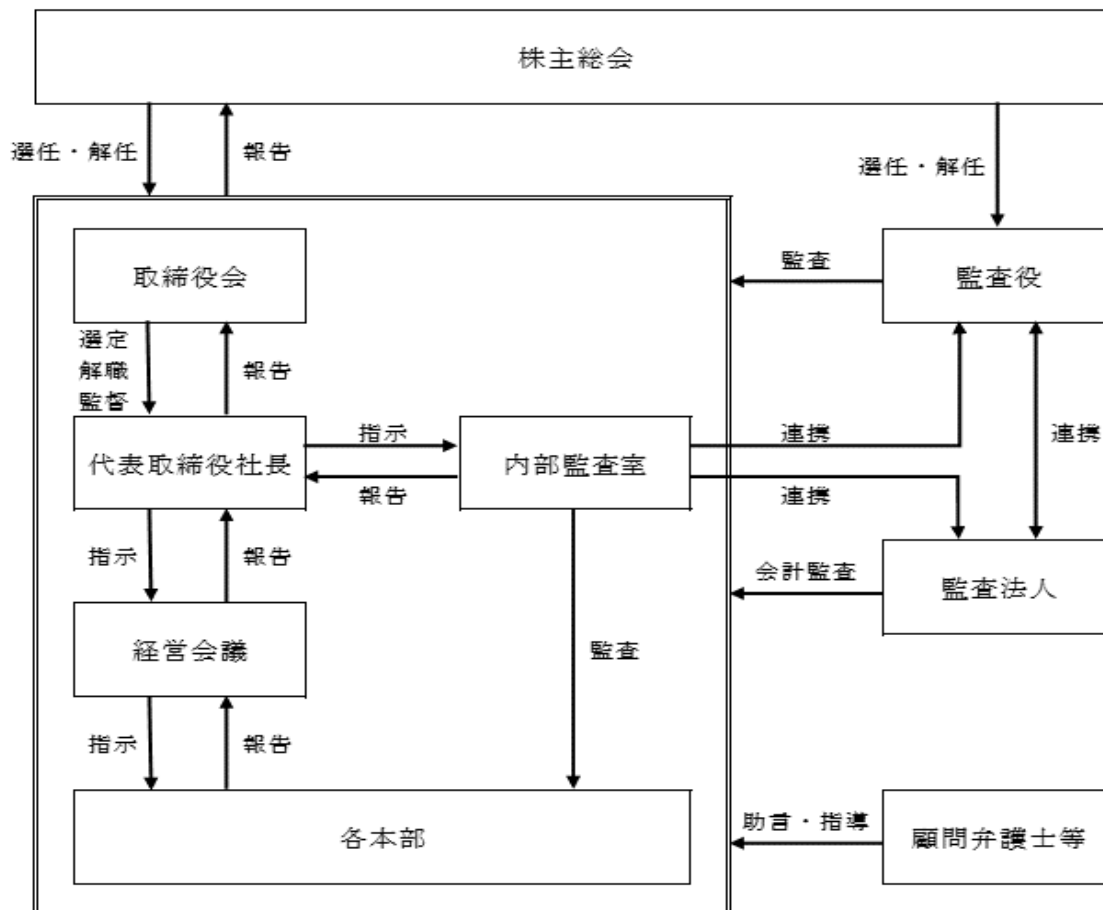 株主総会
選任・解任
報告
選任・解任
取締役会
監査
監査役
選定
解職
監督
報告
代表取締役社長
指示
報告
内部監査室
連携
連携
連携
指示
報告
会計監査
監査法人
経営会議
監査
指示
報告
各本部
助言・指導
顧問弁護士等